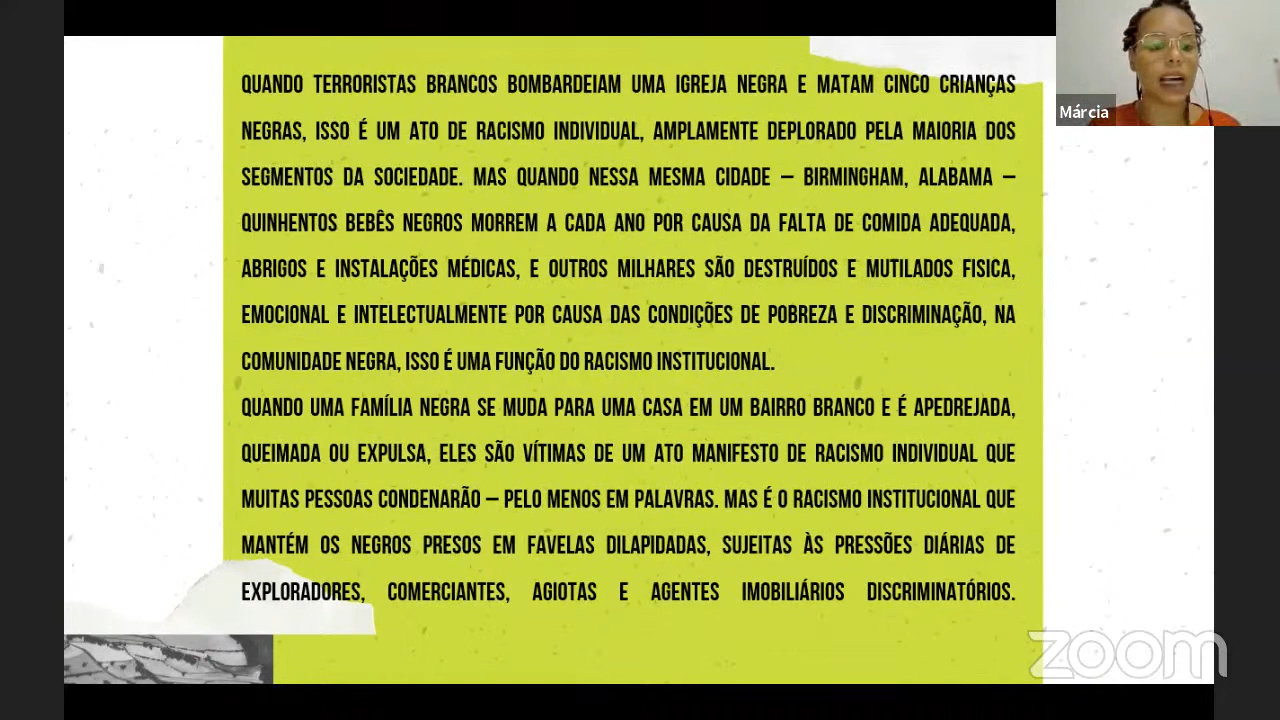 QUANDO TERRORISTAS BRANCOS BOMBARDEIAM UMA IGREJA NEGRA E MATAM CINCO CRIANÇAS
NEGRAS, ISSO É UM ATO DE RACISMO INDIVIDUAL, AMPLAMENTE DEPLORADO PELA MAIORIA DOS
SEGMENTOS DA SOCIEDADE. MAS QUANDO NESSA MESMA CIDADE – BIRMINGHAM, ALABAMA –
QUINHENTOS BEBÊS NEGROS MORREM A CADA ANO POR CAUSA DA FALTA DE COMIDA ADEQUADA,
ABRIGOS E INSTALAÇÕES MÉDICAS, E OUTROS MILHARES SÃO DESTRUÍDOS E MUTILADOS FISICA,
EMOCIONAL E INTELECTUALMENTE POR CAUSA DAS CONDIÇÕES DE POBREZA E DISCRIMINAÇÃO, NA
COMUNIDADE NEGRA, ISSO É UMA FUNÇÃO DO RACISMO INSTITUCIONAL.
QUANDO UMA FAMÍLIA NEGRA SE MUDA PARA UMA CASA EM UM BAIRRO BRANCO E É APEDREJADA,
QUEIMADA OU EXPULSA, ELES SÃO VÍTIMAS DE UM ATO MANIFESTO DE RACISMO INDIVIDUAL QUE
MUITAS PESSOAS CONDENARÃO – PELO MENOS EM PALAVRAS. MAS É O RACISMO INSTITUCIONAL QUE
MANTÉM OS NEGROS PRESOS EM FAVELAS DILAPIDADAS, SUJEITAS ÀS PRESSÕES DIÁRIAS DE
EXPLORADORES, COMERCIANTES, AGIOTAS E AGENTES IMOBILIÁRIOS DISCRIMINATÓRIOS.
Márcia
zoom